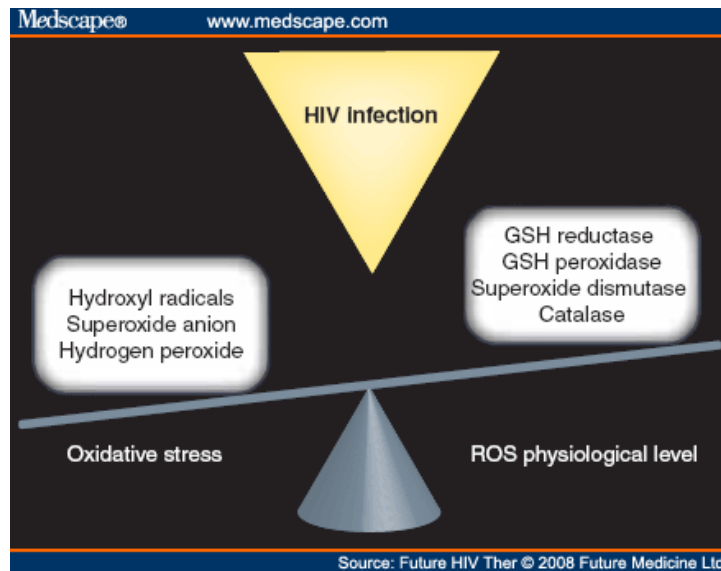 Medscape® www.medscape.com
HIV infection
GSH reductase
GSH peroxidase
Superoxide dismutase
Catalase
Hydroxyl radicals
Superoxide anion
Hydrogen peroxide
Oxidative stress
ROS physiological level
Source: Future HIV Ther © 2008 Future Medicine Ltd